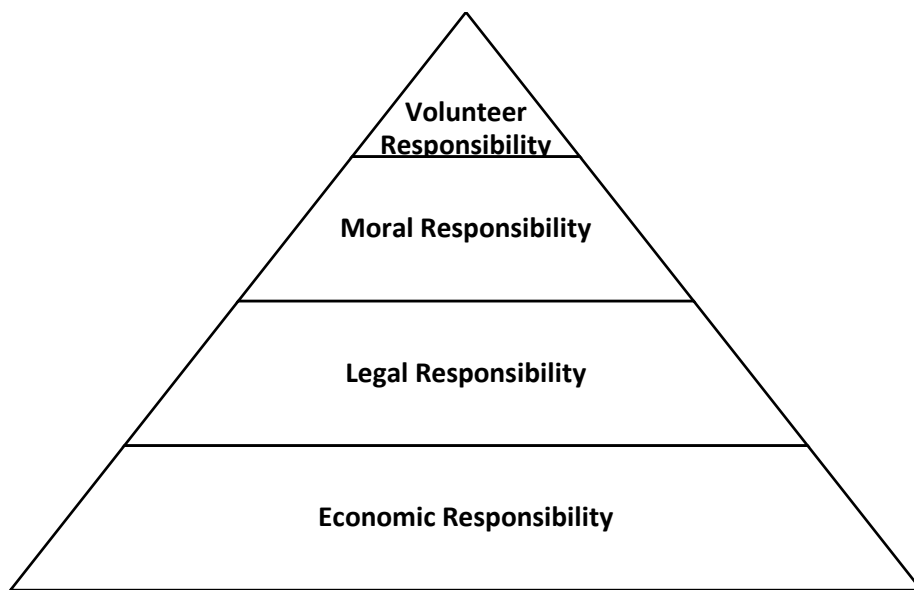 Volunteer
Responsibility
Moral Responsibility
Legal Responsibility
Economic Responsibility